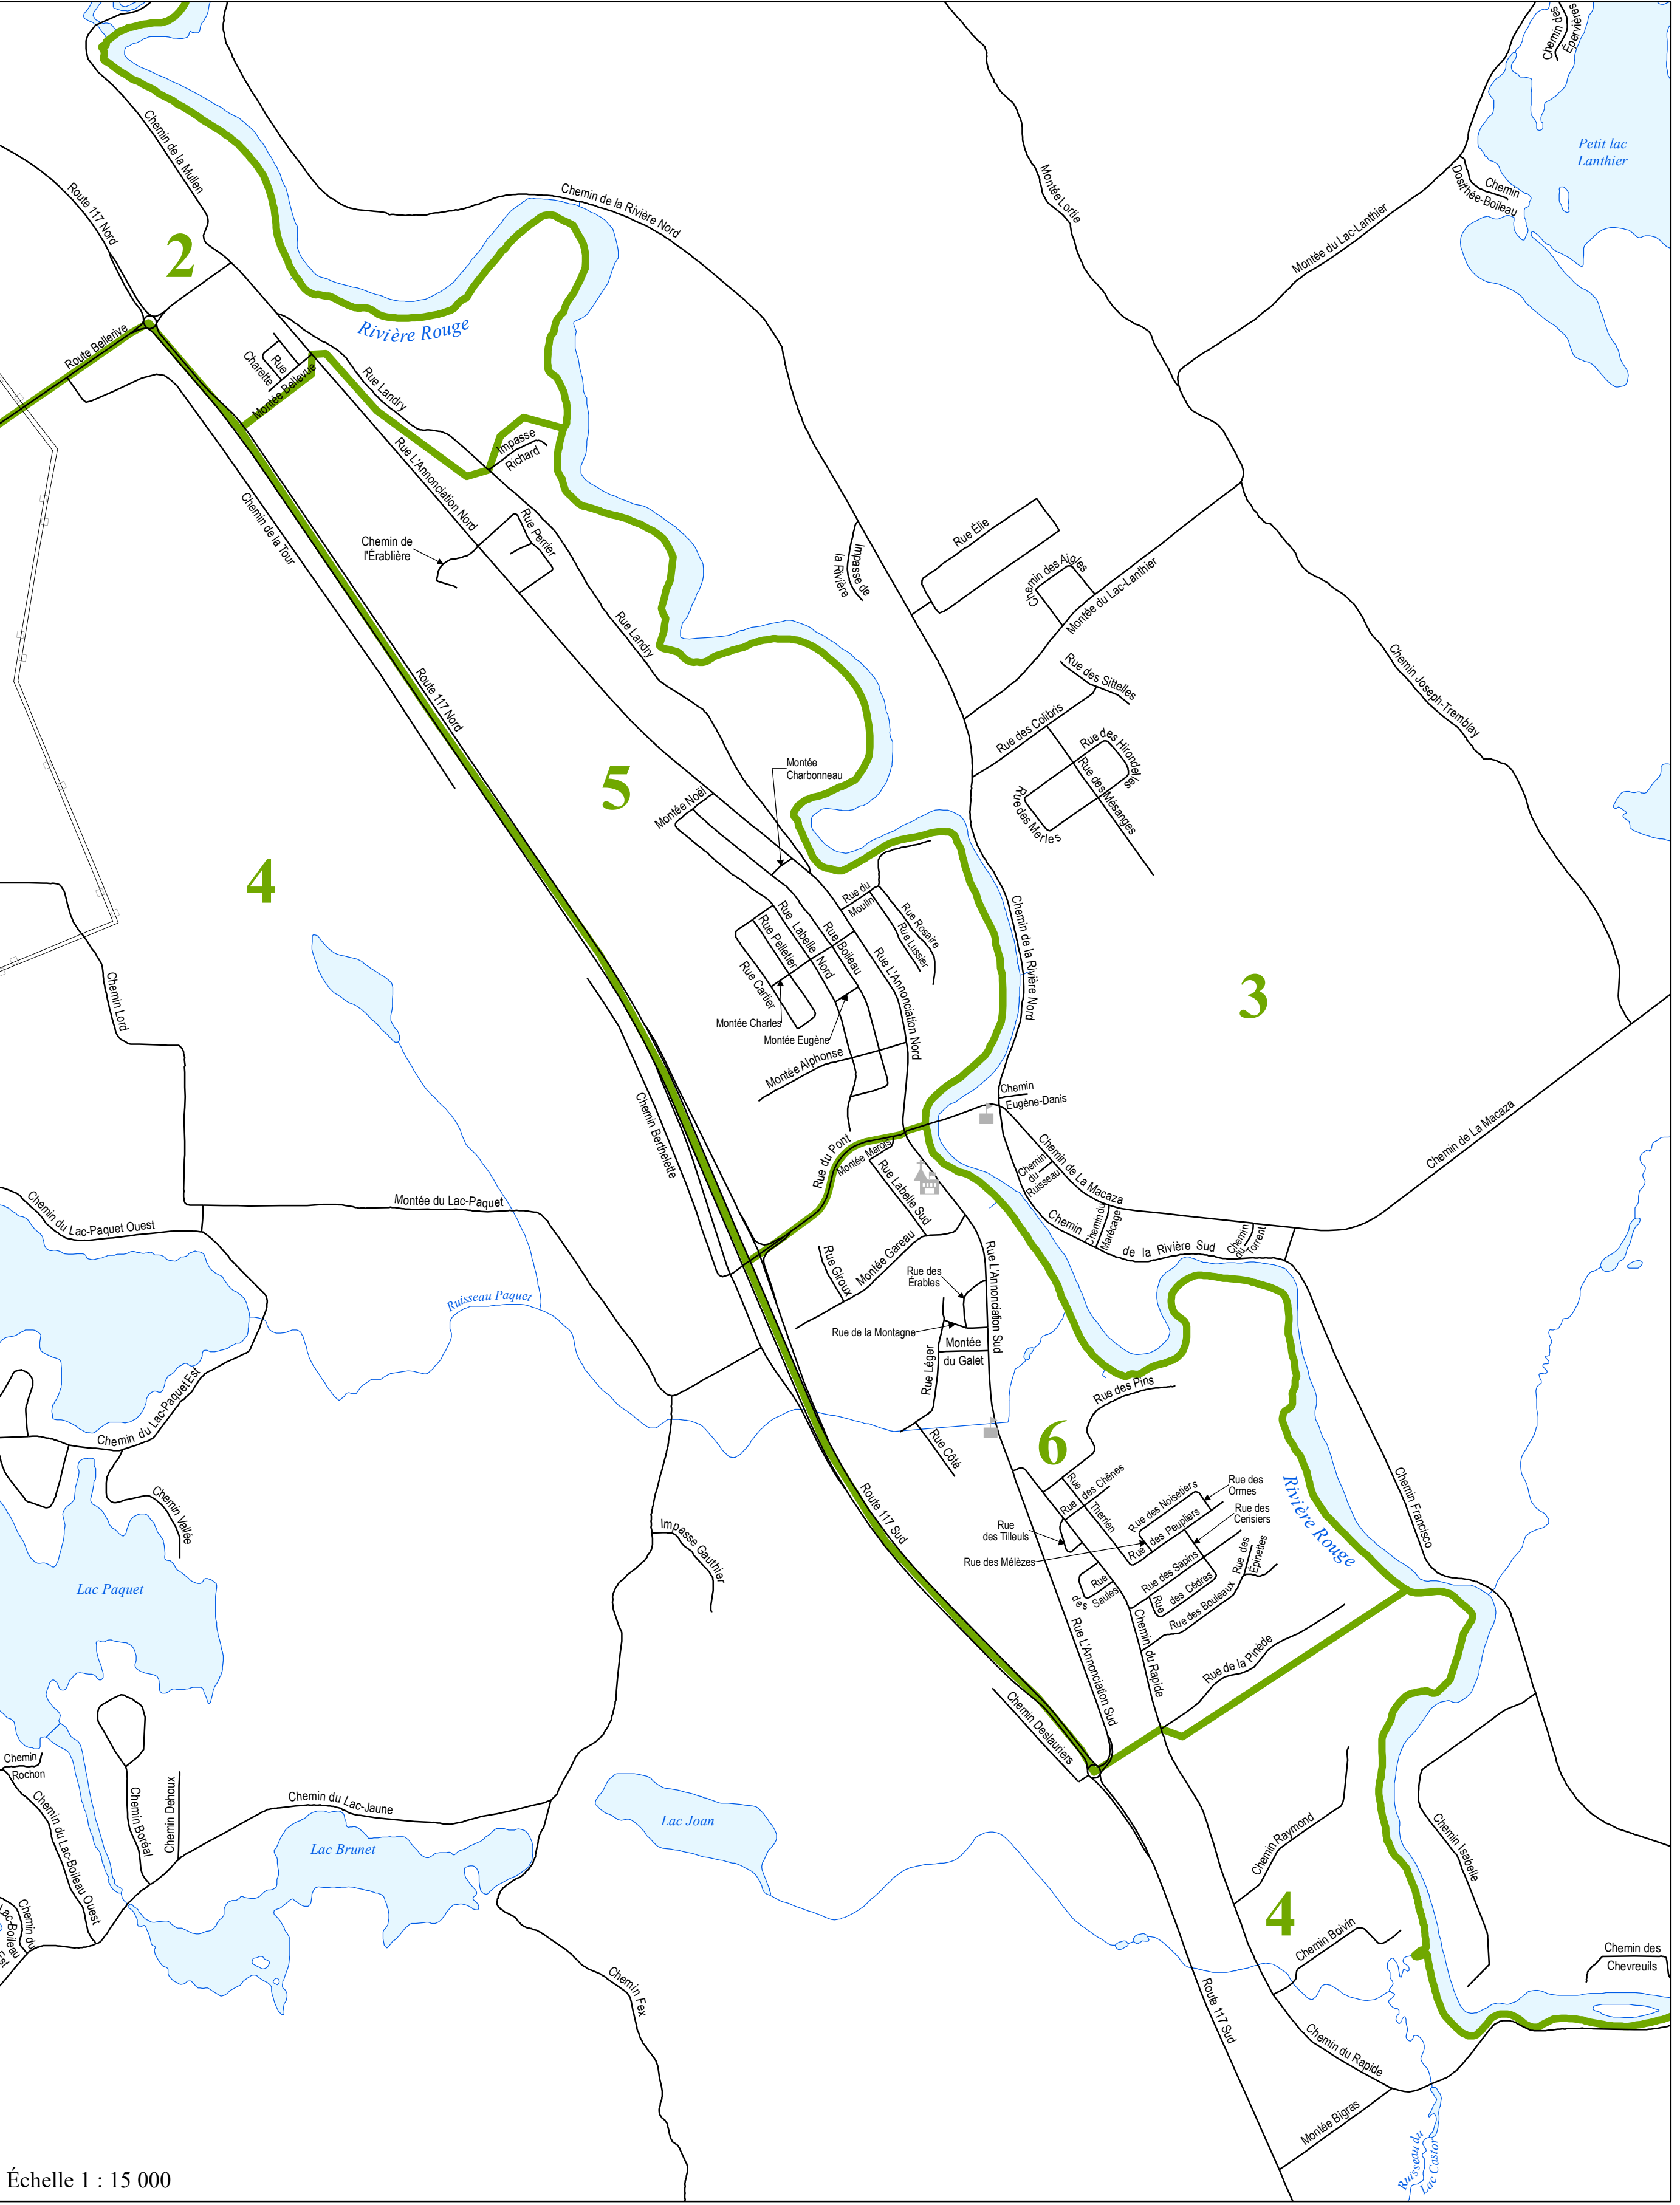 Chemin des
Épervières
Chemin de la Mullen
Petit lac
Lanthier
Route 117 Nord
Chemin de la Rivière Nord
Montée Lortie
Chemin
Dosithée-Boileau
Montée du Lac-Lanthier
2
Rivière Rouge
Route Bellerive
Rue
Charette
Montée Bellevue
Rue Landry
Impasse
Richard
Rue L'Annonciation Nord
Chemin de la Tour
Chemin de
l'Érablière
Rue Perrier
Rue Élie
Impasse de
la Rivière
Chemin des Aigles
Montée du Lac-Lanthier
Rue Landry
Rue des Sittelles
Chemin Joseph-Tremblay
Route 117 Nord
Rue des Colibris
Rue des Hirondelles
Rue des Mésanges
Rue des Merles
5
Montée
Charbonneau
Montée Noël
4
Rue du
Moulin
Rue Rosaire
Rue Lussier
Rue Labelle Nord
Rue Pelletier
Rue Boileau
Rue Cartier
Rue L'Annonciation Nord
Chemin de la Rivière Nord
3
Chemin Lord
Montée Charles
Montée Eugène
Montée Alphonse
Chemin
Eugène-Danis
Chemin Berthelette
Rue du Pont
Montée Marois
Chemin de La Macaza
Chemin de La Macaza
Chemin
du
Ruisseau
Rue Labelle Sud
Chemin du Lac-Paquet Ouest
Montée du Lac-Paquet
Chemin
de la Rivière Sud
Chemin du
Marécage
Chemin
du
Torrent
Montée Gareau
Rue Giroux
Rue L'Annonciation Sud
Rue des
Érables
Ruisseau Paquet
Rue de la Montagne
Montée
du Galet
Rue Léger
Chemin du Lac-Paquet Est
Rue des Pins
6
Rue Côté
Chemin Vallée
Rue
Therrien
Rue des Chênes
Rue des Noisetiers
Rue des
Ormes
Rue des Peupliers
Rue des
Cerisiers
Rivière Rouge
Chemin Francisco
Route 117 Sud
Impasse Gauthier
Rue
des Tilleuls
Rue des Mélèzes
Rue des Sapins
Rue
des Cèdres
Rue des
Épinettes
Rue des Bouleaux
Rue
des Saules
Lac Paquet
Rue L'Annonciation Sud
Chemin du Rapide
Rue de la Pinède
Chemin Deslauriers
Chemin
Rochon
Chemin du Lac-Boileau Ouest
Chemin Boréal
Chemin Dehoux
Chemin du Lac-Jaune
Lac Brunet
Lac Joan
Chemin Raymond
Chemin Isabelle
Chemin du
Lac-Boileau
Est
4
Chemin Boivin
Chemin des
Chevreuils
Chemin Fex
Route 117 Sud
Chemin du Rapide
Montée Bigras
Ruisseau du
Lac Castor
Échelle 1 : 15 000